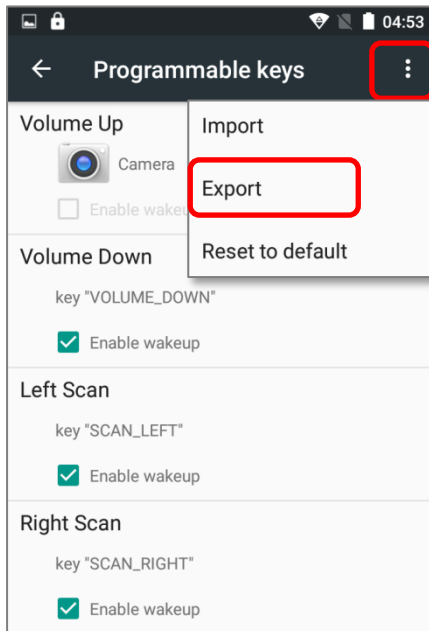 04:53
Programmable keys
Volume Up
Import
Camera
Enable
Export
Volume Down
Reset to default
key "VOLUME_DOWN"
Enable wakeup
Left Scan
key "SCAN_LEFT"
Enable wakeup
Right Scan
key "SCAN_RIGHT"
Enable wakeup